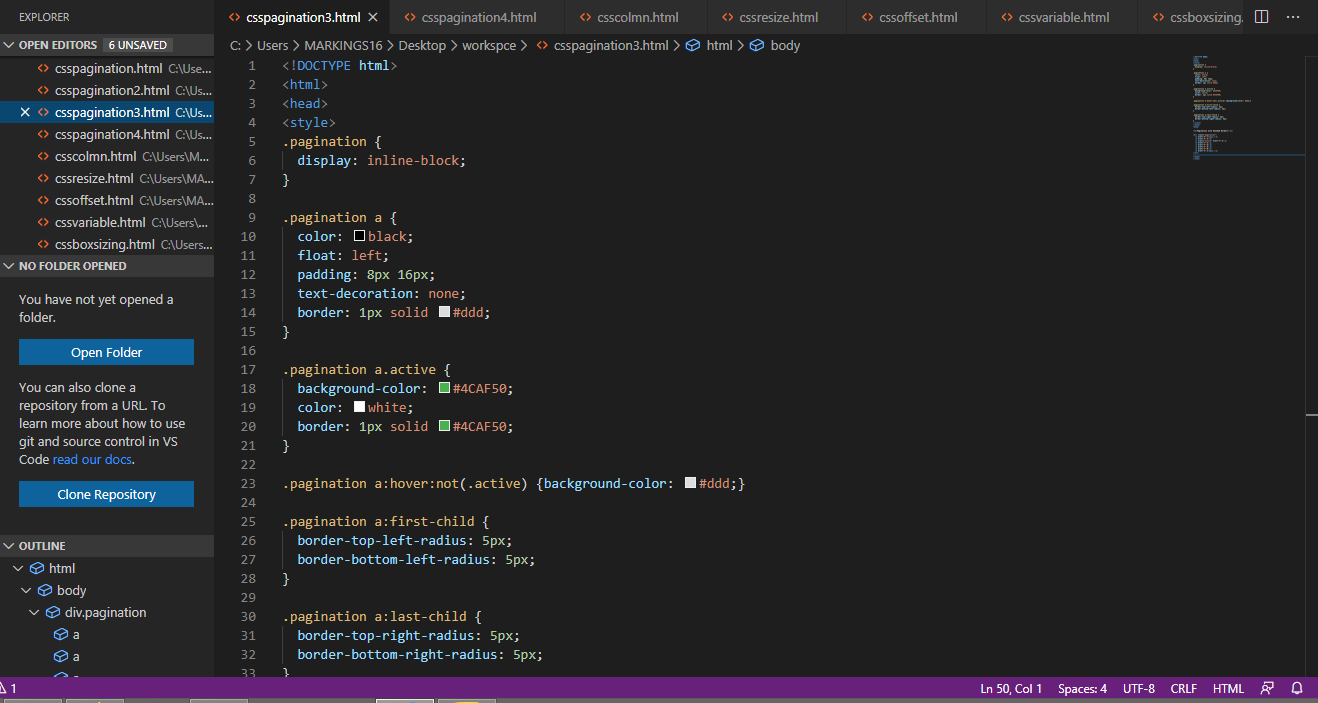 EXPLORER
OPEN EDITORS 6 UNSAVED
csspagination.html C:\Use...
csspagination2.html C:\Us...
csspagination3.html C:\Us...
csspagination4.html C:\Us...
csscolmn.html C:\Users\M...
cssresize.html C:\Users\MA...
cssoffset.html C:\Users\MA...
cssvariable.html C:\Users\...
cssboxsizing.html C:\Users...
NO FOLDER OPENED
You have not yet opened a
folder.
Open Folder
You can also clone a
repository from a URL. To
learn more about how to use
git and source control in VS
Code read our docs.
Clone Repository
OUTLINE
html
body
div.pagination
a
a
csspagination3.html csspagination4.html csscolmn.html cssresize.html cssoffset.html cssvariable.html cssboxsizing.
C: > Users > MARKINGS16 > Desktop > workspce > csspagination3.html > html > body
1 <!DOCTYPE html>
2 <html>
3 <head>
4 <style>
5 .pagination {
6 display: inline-block;
7 }
8
9 .pagination a {
10 color: black;
11 float: left;
12 padding: 8px 16px;
13 text-decoration: none;
14 border: 1px solid #ddd;
15 }
16
17 .pagination a.active {
18 background-color: #4CAF50;
19 color: white;
20 border: 1px solid #4CAF50;
21 }
22
23 .pagination a:hover:not(.active) {background-color: #ddd;}
24
25 .pagination a:first-child {
26 border-top-left-radius: 5px;
27 border-bottom-left-radius: 5px;
28 }
29
30 .pagination a:last-child {
31 border-top-right-radius: 5px;
32 border-bottom-right-radius: 5px;
33 }
1 Ln 50, Col 1 Spaces: 4 UTF-8 CRLF HTML